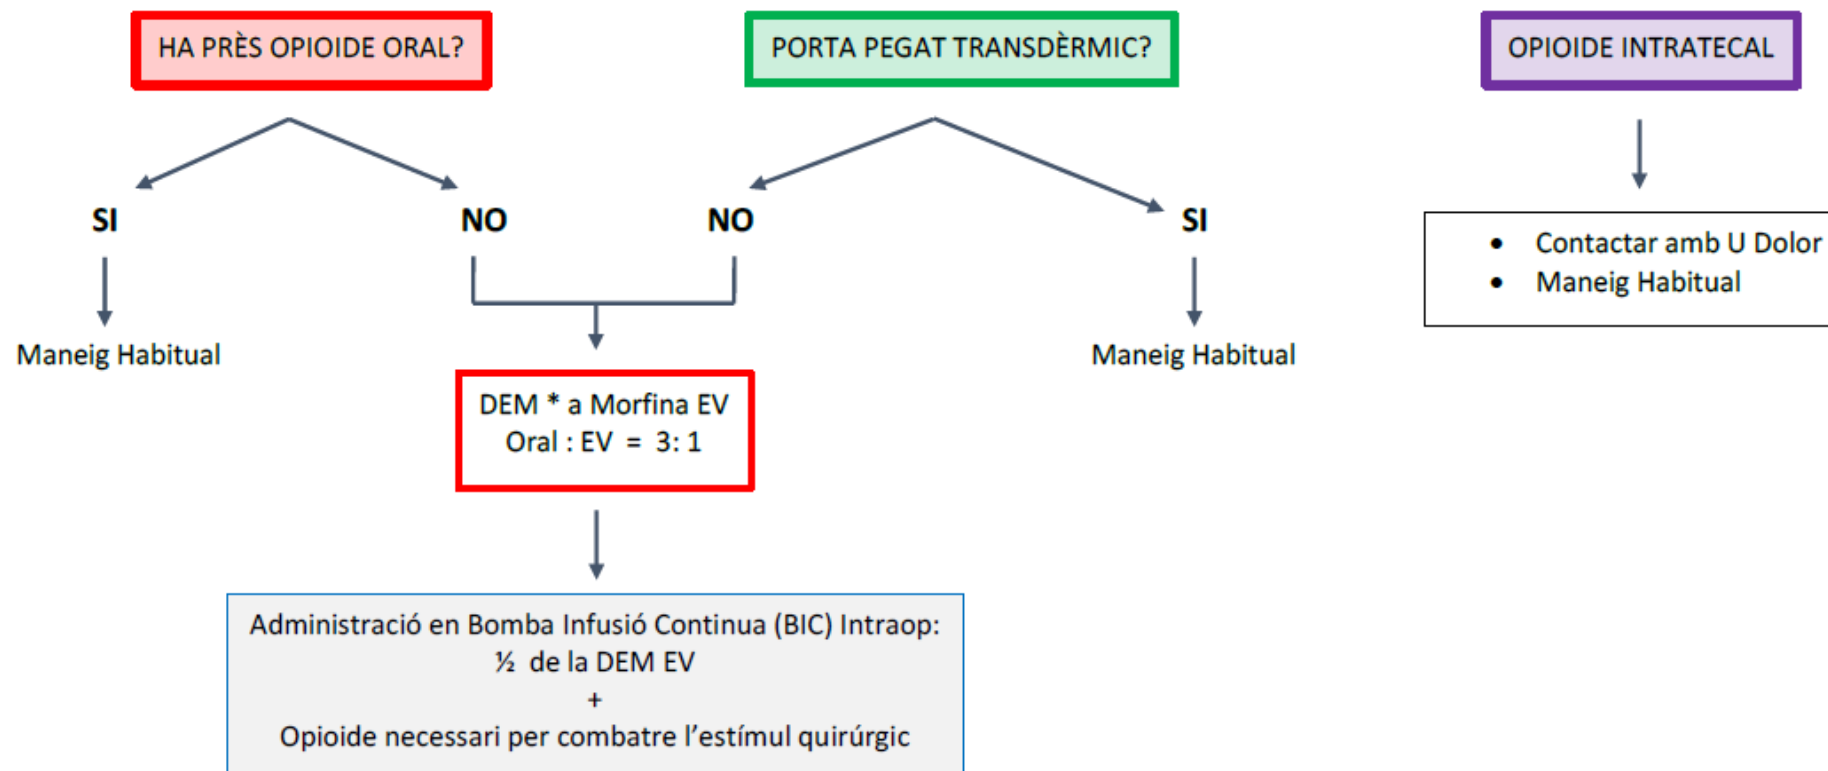 HA PRÈS OPIOIDE ORAL?
PORTA PEGAT TRANSDÈRMIC?
OPIOIDE INTRATECAL
SI
NO
NO
SI
• Contactar amb U Dolor
• Maneig Habitual
Maneig Habitual
Maneig Habitual
DEM * a Morfina EV
Oral : EV = 3: 1
Administració en Bomba Infusió Continua (BIC) Intraop:
½ de la DEM EV
+
Opioide necessari per combatre l’estímul quirúrgic